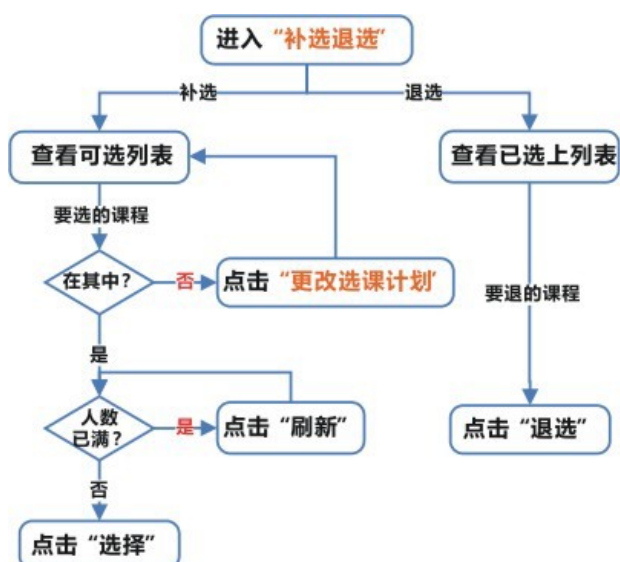 进入“补选退选”
补选
退选
查看可选列表
查看已选上列表
要选的课程
在其中？
否
点击“更改选课计划”
要退的课程
是
人数
已满？
是
点击“刷新”
点击“退选”
否
点击“选择”